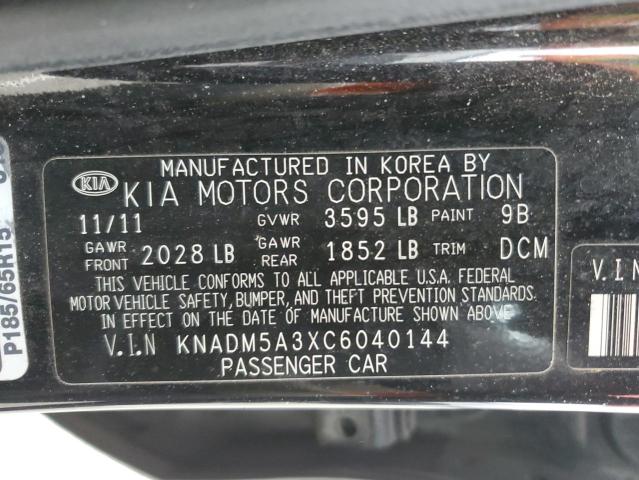 MANUFACTURED IN KOREA BY
KIA KIA MOTORS CORPORATION
11/11 GVWR 3595 LB PAINT 9B
GAWR FRONT 2028 LB GAWR REAR 1852 LB TRIM DCM
THIS VEHICLE CONFORMS TO ALL APPLICABLE U.S.A. FEDERAL
MOTOR VEHICLE SAFETY, BUMPER, AND THEFT PREVENTION STANDARDS
IN EFFECT ON THE DATE OF MANUFACTURE SHOWN ABOVE
V.I.N KNADM5A3XC6040144
PASSENGER CAR
P185/65R15
V.I.N